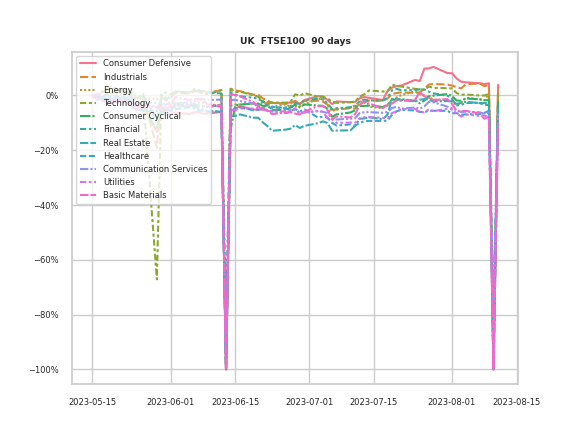 UK FTSE100 90 days
Consumer Defensive
Industrials
Energy
Technology
Consumer Cyclical
Financial
Real Estate
Healthcare
Communication Services
Utilities
Basic Materials
0%
−20%
−40%
−60%
−80%
−100%
2023-05-15 2023-06-01 2023-06-15 2023-07-01 2023-07-15 2023-08-01 2023-08-15